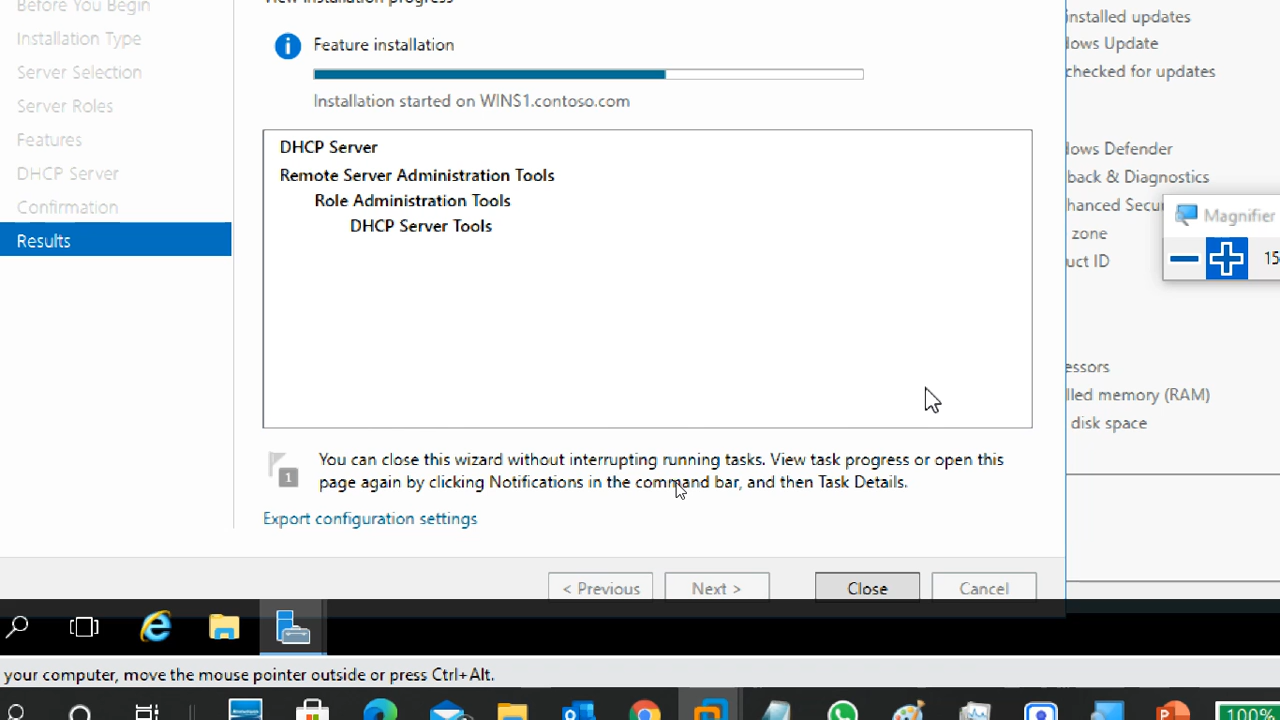 Before You Begin
Installation Type
Server Selection
Server Roles
Features
DHCP Server
Confirmation
Results
View installation progress
Feature installation
Installation started on WINS1.contoso.com
DHCP Server
Remote Server Administration Tools
Role Administration Tools
DHCP Server Tools
1
You can close this wizard without interrupting running tasks. View task progress or open this
page again by clicking Notifications in the command bar, and then Task Details.
Export configuration settings
< Previous
Next >
Close
Cancel
installed updates
dows Update
checked for updates
dows Defender
back & Diagnostics
hanced Secu
zone
uct ID
essors
lled memory (RAM)
disk space
Magnifier
15
your computer, move the mouse pointer outside or press Ctrl+Alt.
100%